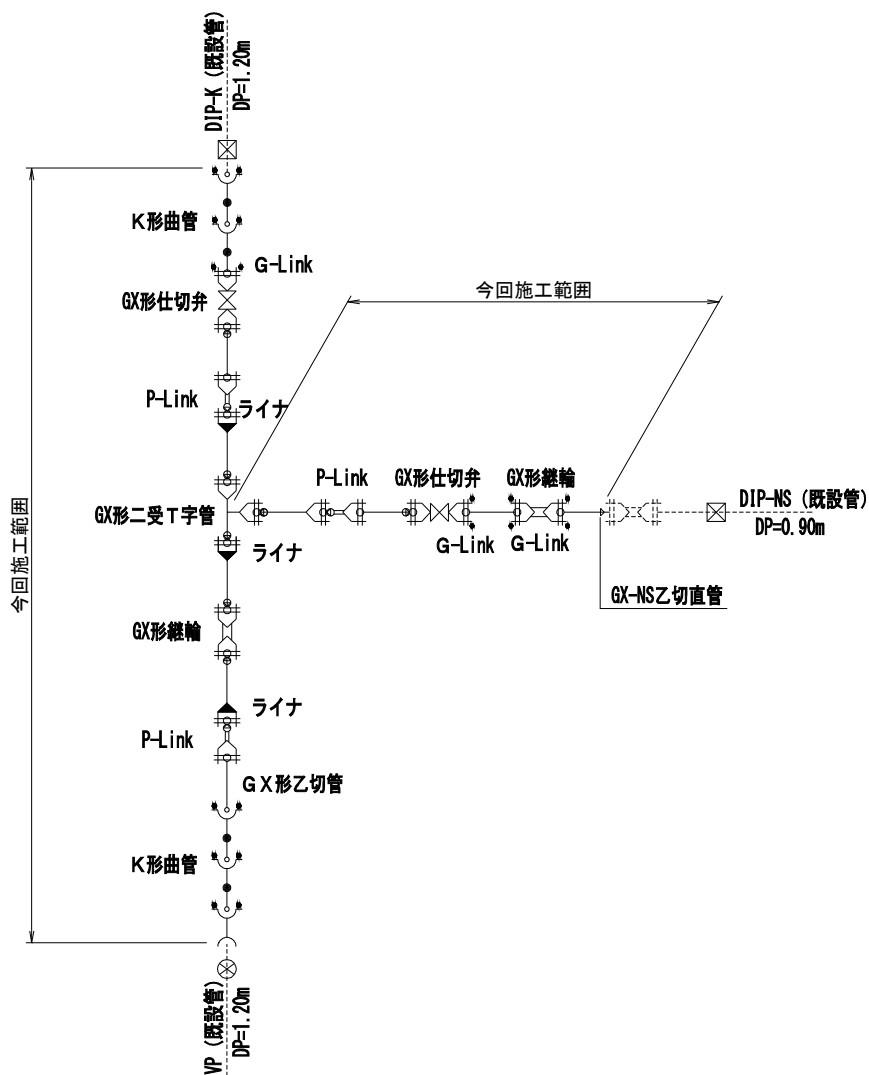 DIP-K (既設管)
DP=1.20m
K形曲管
G-Link
GX形仕切弁
今回施工範囲
P-Link
ライナ
P-Link
GX形仕切弁
GX形継輪
DIP-NS (既設管)
DP=0.90m
GX形二受T字管
G-Link
G-Link
ライナ
GX-NS乙切直管
今回施工範囲
GX形継輪
ライナ
P-Link
GX形乙切管
K形曲管
VP (既設管)
DP=1.20m